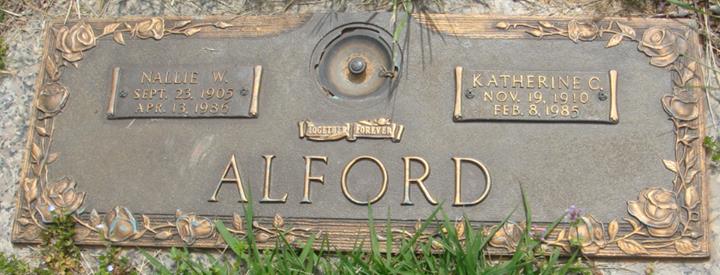 NALLIE W.
SEPT. 23, 1905
APR. 13, 1986
KATHERINE C.
NOV. 19, 1910
FEB. 8, 1985
TOGETHER FOREVER
ALFORD